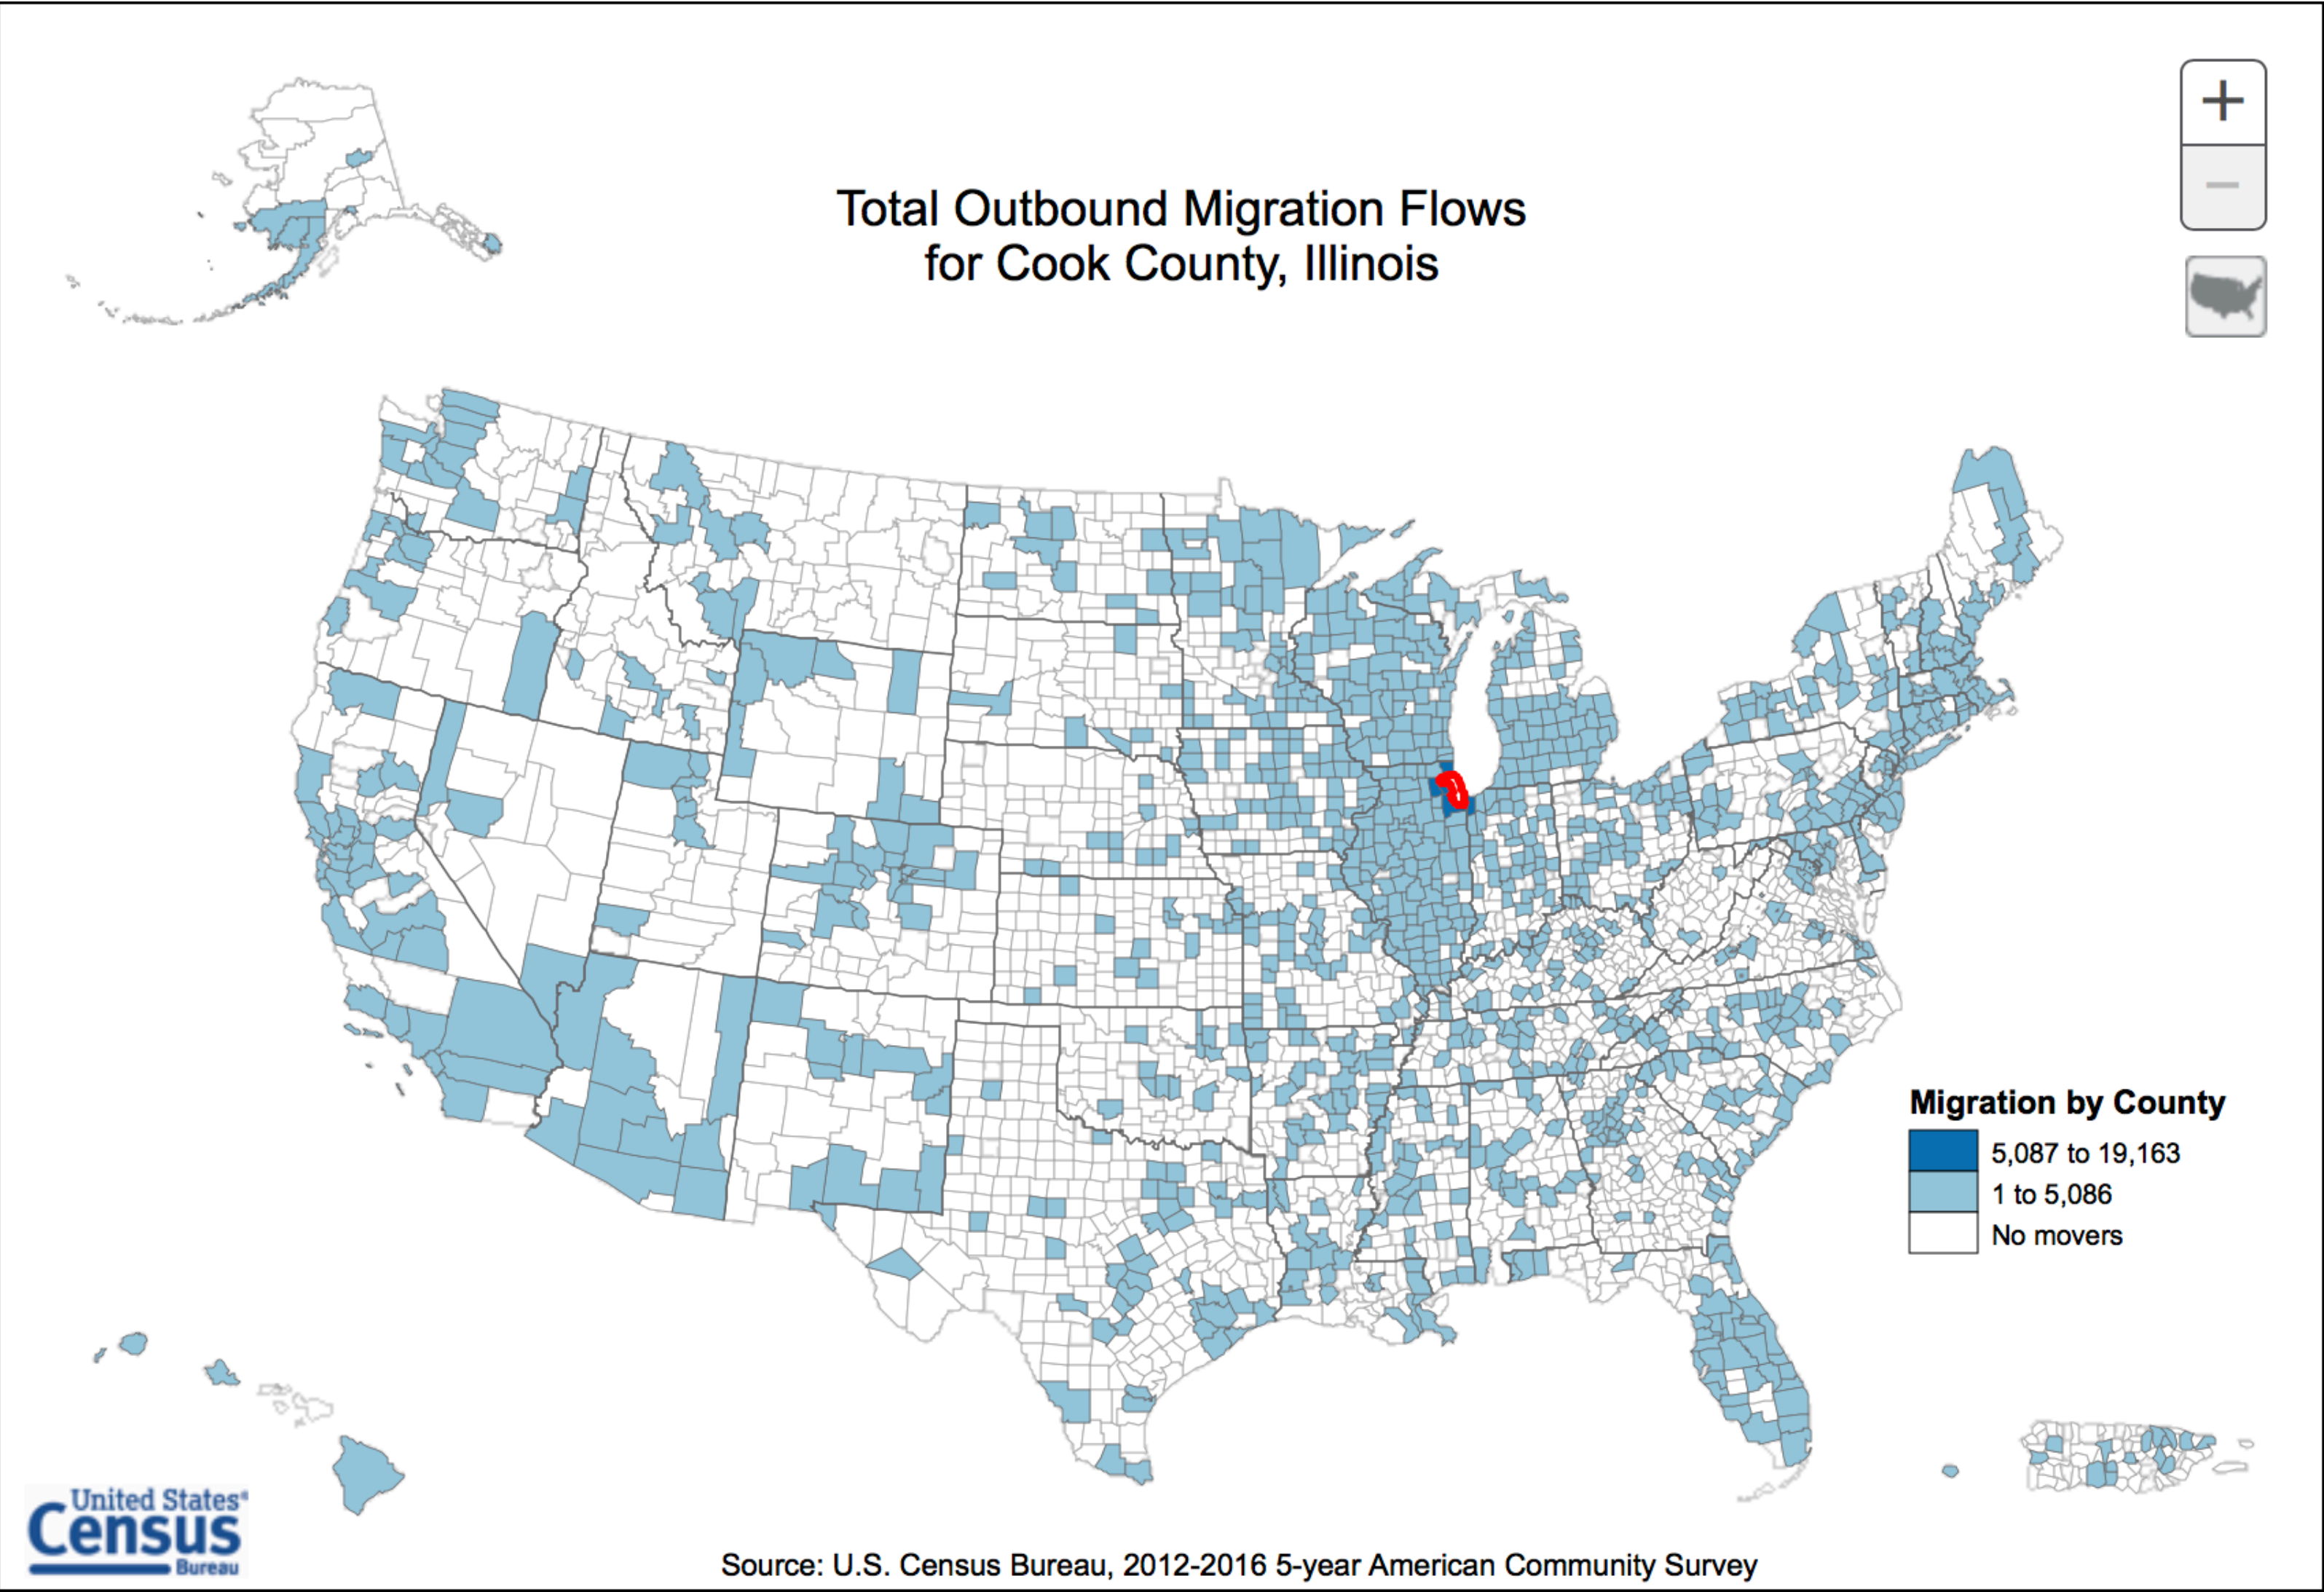 Total Outbound Migration Flows
for Cook County, Illinois
+
−
Migration by County
5,087 to 19,163
1 to 5,086
No movers
United States®
Census
Bureau
Source: U.S. Census Bureau, 2012-2016 5-year American Community Survey